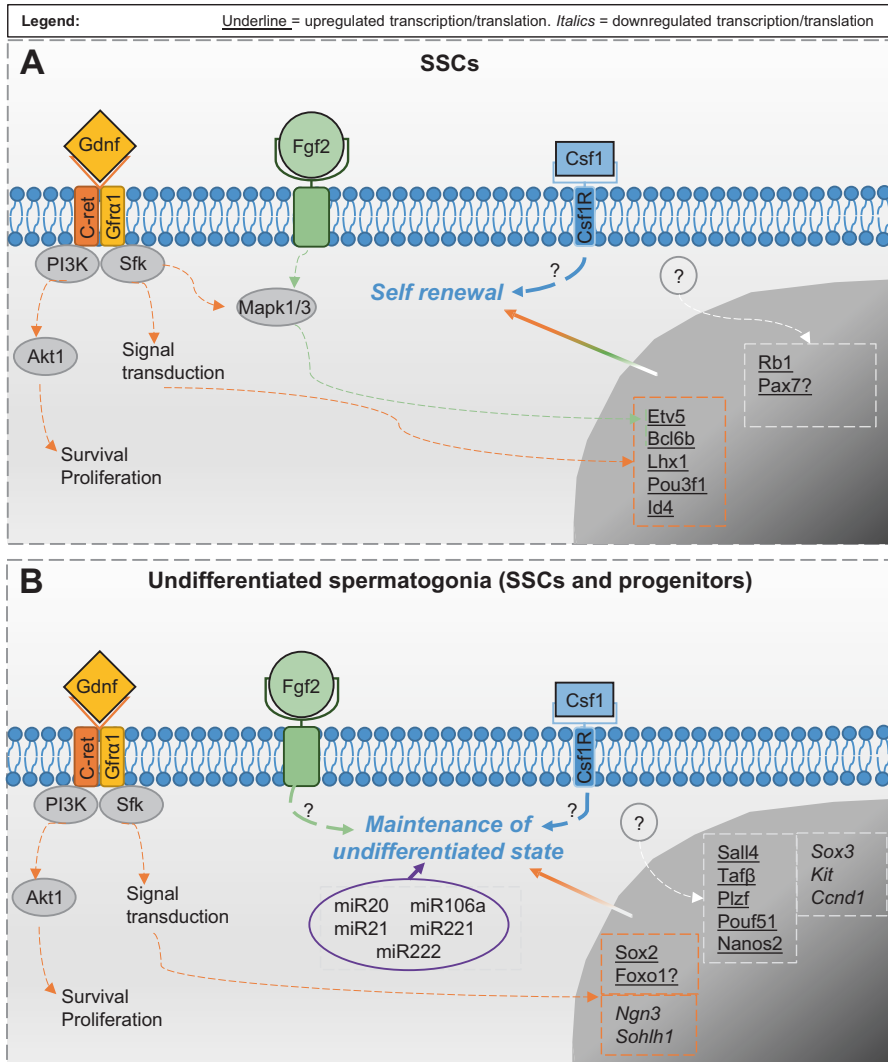 Legend: Underline = upregulated transcription/translation. Italics = downregulated transcription/translation
A
SSCs
Gdnf
Fgf2
Csf1
C-ret
Gfrα1
Csf1R
PI3K
Sfk
?
?
Self renewal
Mapk1/3
Akt1
Signal
transduction
Rb1
Pax7?
Etv5
Bcl6b
Lhx1
Pou3f1
Id4
Survival
Proliferation
B
Undifferentiated spermatogonia (SSCs and progenitors)
Gdnf
Fgf2
Csf1
C-ret
Gfrα1
Csf1R
PI3K
Sfk
?
?
?
Maintenance of
undifferentiated state
Akt1
Signal
transduction
miR20 miR106a
miR21 miR221
miR222
Sall4
Tafβ
Plzf
Pouf51
Nanos2
Sox3
Kit
Ccnd1
Sox2
Foxo1?
Ngn3
Sohlh1
Survival
Proliferation